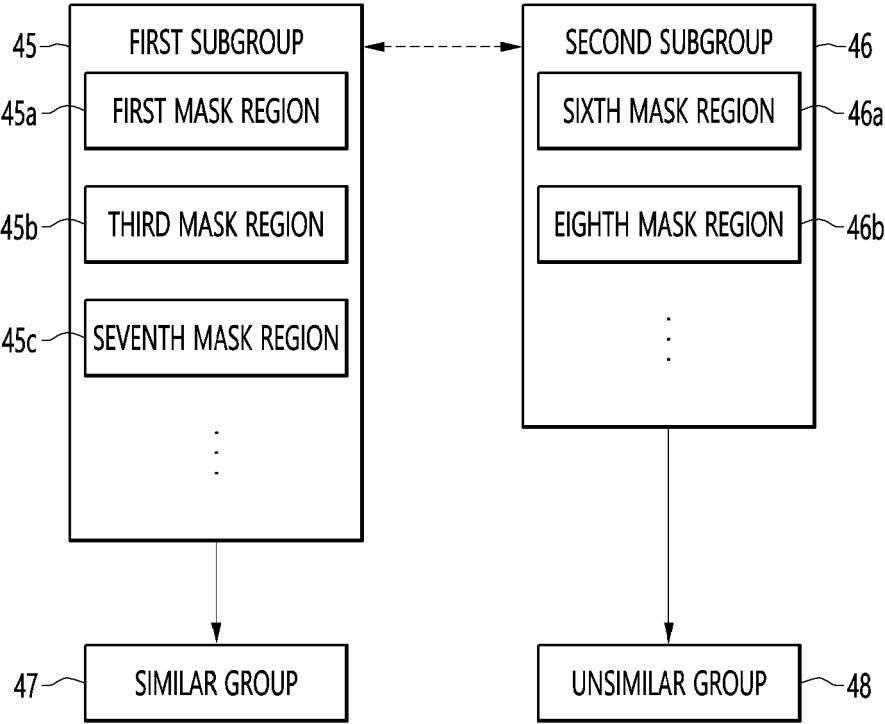 45
FIRST SUBGROUP
SECOND SUBGROUP
46
45a
FIRST MASK REGION
SIXTH MASK REGION
46a
45b
THIRD MASK REGION
EIGHTH MASK REGION
46b
45c
SEVENTH MASK REGION
47
SIMILAR GROUP
UNSIMILAR GROUP
48